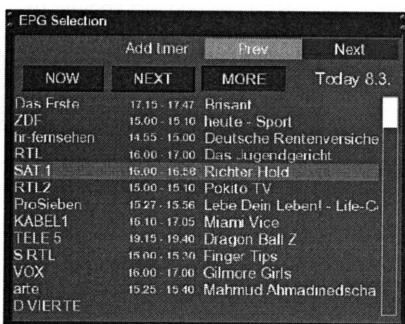 EPG Selection
Add timer Prev Next
NOW NEXT MORE Today 8.3.
Das Erste 17.15 - 17.47 Brisant
ZDF 15.00 - 15.10 heute - Sport
hr-fernsehen 14.55 - 15.00 Deutsche Rentenversiche
RTL 16.00 - 17.00 Das Jugendgericht
SAT.1 16.00 - 16.58 Richter Hold
RTL2 15.00 - 15.10 Pokito TV
ProSieben 15.27 - 15.56 Lebe Dein Leben! - Life-C
KABEL1 16.10 - 17.05 Miami Vice
TELE 5 19.15 - 19.40 Dragon Ball Z
S RTL 15.00 - 15.30 Finger Tips
VOX 16.00 - 17.00 Gilmore Girls
arte 15.25 - 15.40 Mahmud Ahmadinedscha
D VIERTE